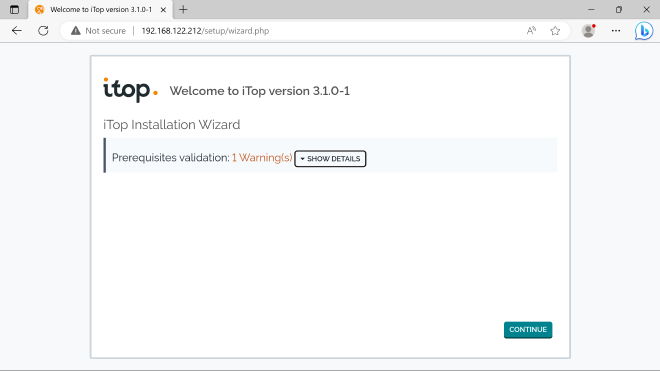 Welcome to iTop version 3.1.0-1
Not secure
192.168.122.212/setup/wizard.php
itop
Welcome to iTop version 3.1.0-1
iTop Installation Wizard
Prerequisites validation: 1 Warning(s) SHOW DETAILS
CONTINUE